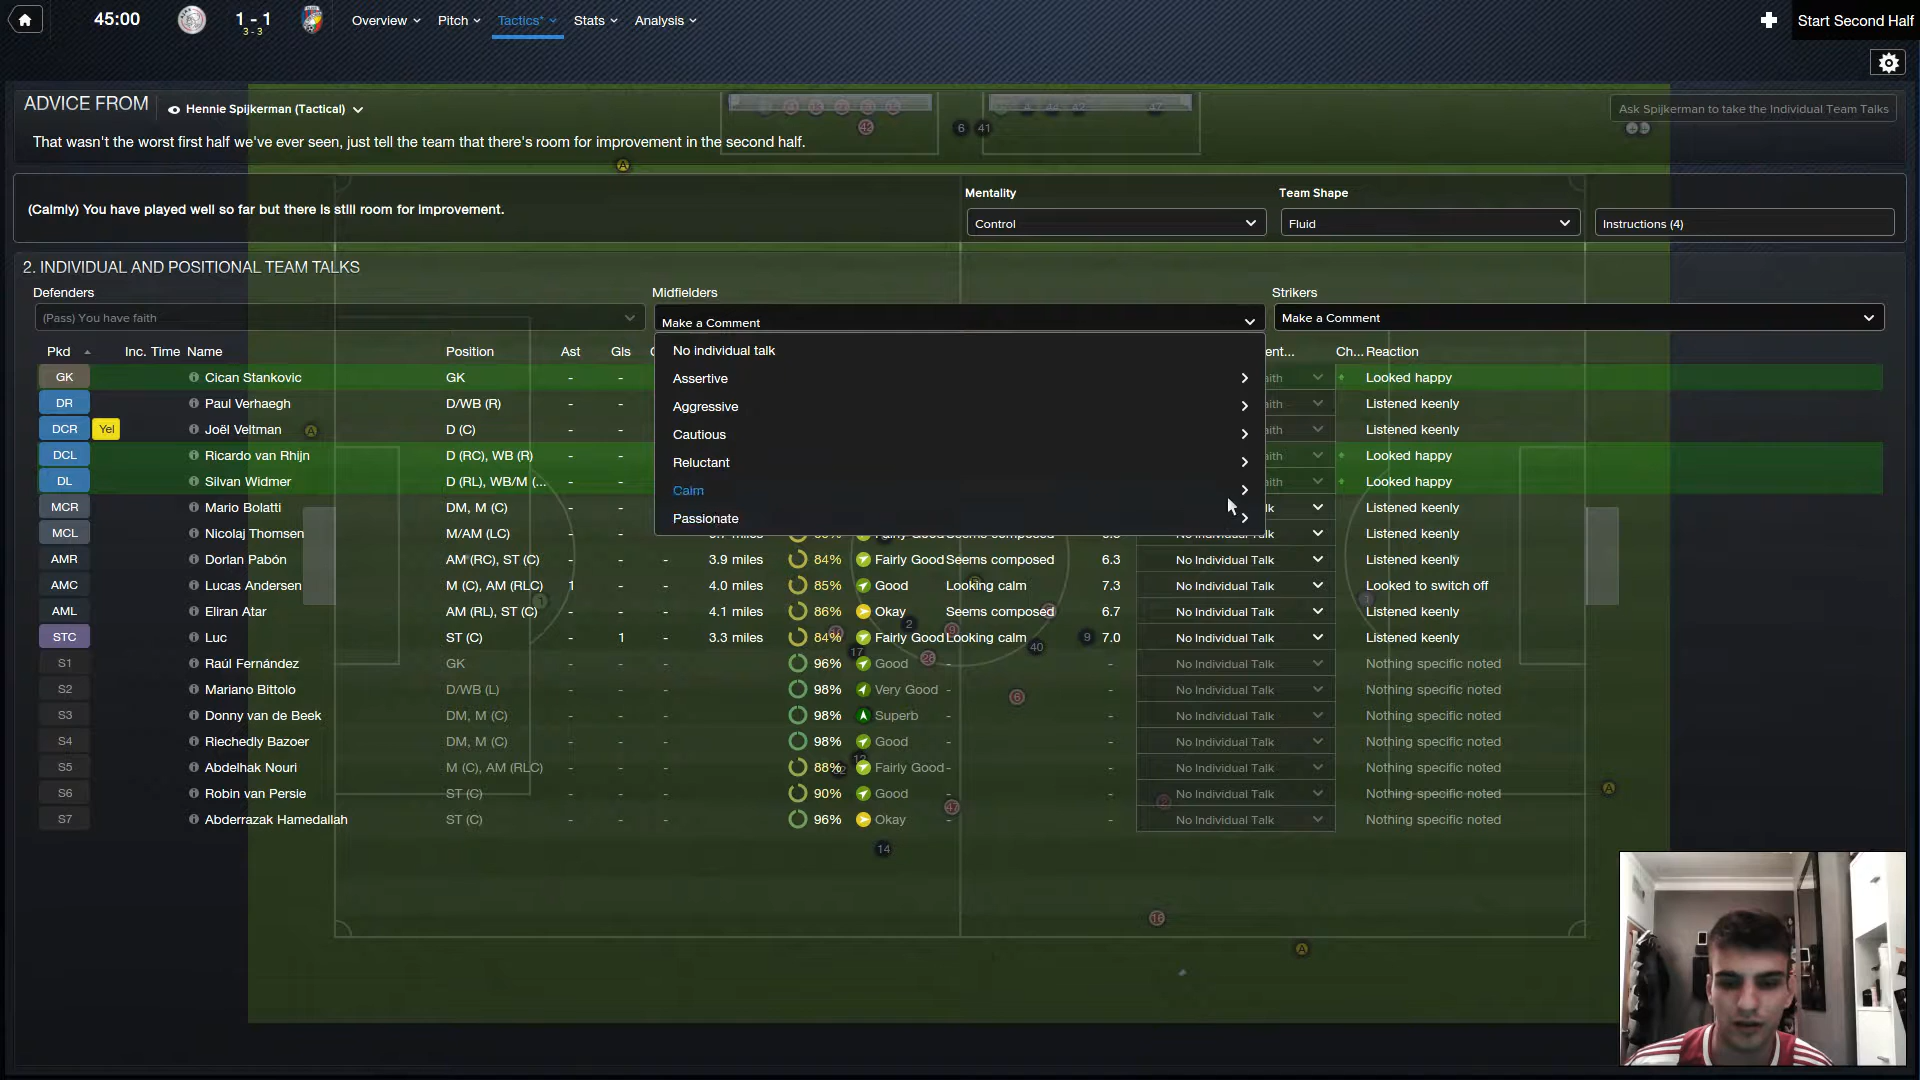 45:00 1 - 1 Overview Pitch Tactics* Stats Analysis Start Second Half
3 - 3
ADVICE FROM Hennie Spijkerman (Tactical) Ask Spijkerman to take the Individual Team Talks
That wasn't the worst first half we've ever seen, just tell the team that there's room for improvement in the second half.
Mentality Team Shape
(Calmly) You have played well so far but there is still room for improvement.
Control Fluid Instructions (4)
2. INDIVIDUAL AND POSITIONAL TEAM TALKS
Defenders Midfielders Strikers
(Pass) You have faith Make a Comment Make a Comment
No individual talk
Assertive
Aggressive
Cautious
Reluctant
Calm
Passionate
Pkd Inc. Time Name Position Ast Gls ent... Ch... Reaction
GK Cican Stankovic GK - - Looked happy
DR Paul Verhaegh D/WB (R) - - Listened keenly
DCR Yel Joël Veltman D (C) - - Listened keenly
DCL Ricardo van Rhijn D (RC), WB (R) - - Looked happy
DL Silvan Widmer D (RL), WB/M (... - - Looked happy
MCR Mario Bolatti DM, M (C) - - Listened keenly
MCL Nicolaj Thomsen M/AM (LC) - - No Individual Talk Listened keenly
AMR Dorlan Pabón AM (RC), ST (C) - - - 3.9 miles 84% Fairly Good Seems composed 6.3 No Individual Talk Listened keenly
AMC Lucas Andersen M (C), AM (RLC) 1 - - 4.0 miles 85% Good Looking calm 7.3 No Individual Talk Looked to switch off
AML Eliran Atar AM (RL), ST (C) - - - 4.1 miles 86% Okay Seems composed 6.7 No Individual Talk Listened keenly
STC Luc ST (C) - 1 - 3.3 miles 84% Fairly Good Looking calm 7.0 No Individual Talk Listened keenly
S1 Raúl Fernández GK - - - 96% Good - - No Individual Talk Nothing specific noted
S2 Mariano Bittolo D/WB (L) - - - 98% Very Good - - No Individual Talk Nothing specific noted
S3 Donny van de Beek DM, M (C) - - - 98% Superb - - No Individual Talk Nothing specific noted
S4 Riechedly Bazoer DM, M (C) - - - 98% Good - - No Individual Talk Nothing specific noted
S5 Abdelhak Nouri M (C), AM (RLC) - - - 88% Fairly Good - - No Individual Talk Nothing specific noted
S6 Robin van Persie ST (C) - - - 90% Good - - No Individual Talk Nothing specific noted
S7 Abderrazak Hamedallah ST (C) - - - 96% Okay - - No Individual Talk Nothing specific noted